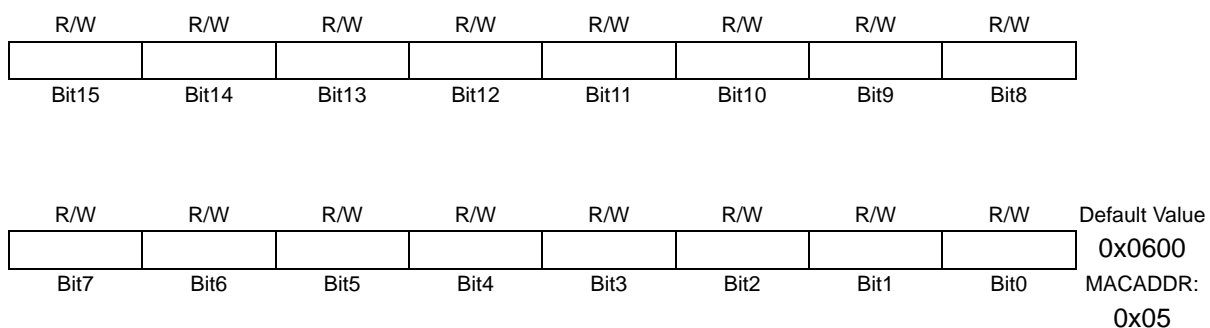 R/W R/W R/W R/W R/W R/W R/W R/W
Bit15 Bit14 Bit13 Bit12 Bit11 Bit10 Bit9 Bit8
R/W R/W R/W R/W R/W R/W R/W R/W Default Value
0x0600
Bit7 Bit6 Bit5 Bit4 Bit3 Bit2 Bit1 Bit0 MACADDR:
0x05